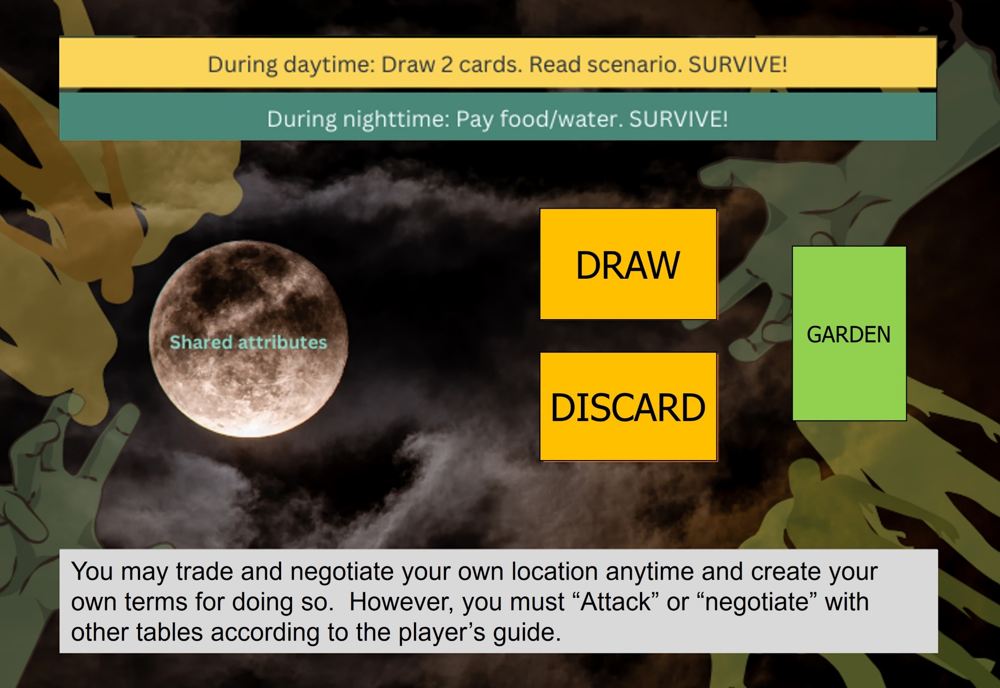 During daytime: Draw 2 cards. Read scenario. SURVIVE!
During nighttime: Pay food/water. SURVIVE!
DRAW
Shared attributes
GARDEN
DISCARD
You may trade and negotiate your own location anytime and create your
own terms for doing so.  However, you must “Attack” or “negotiate” with
other tables according to the player’s guide.